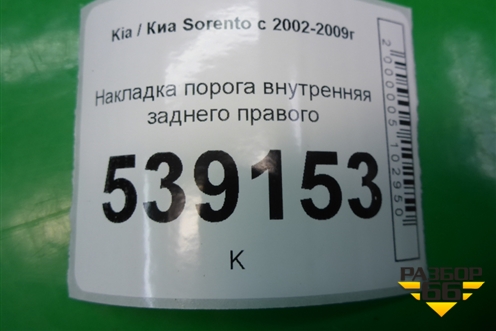 Kia / Киа Sorento с 2002-2009г
Накладка порога внутренняя
заднего правого
539153
K
2000005102950
РАЗБОР
66